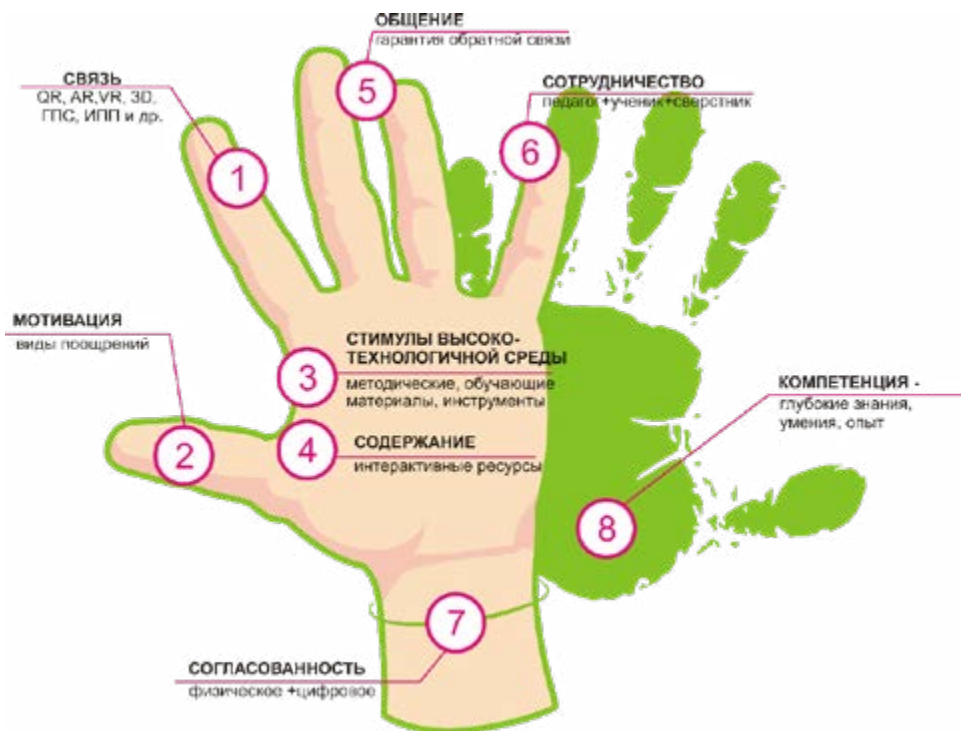 ОБЩЕНИЕ
гарантия обратной связи
5
СВЯЗЬ
QR, AR,VR, 3D,
ГПС, ИПП и др.
1
СОТРУДНИЧЕСТВО
педагог+ученик+сверстник
6
МОТИВАЦИЯ
виды поощрений
2
СТИМУЛЫ ВЫСОКО-
ТЕХНОЛОГИЧНОЙ СРЕДЫ
методические, обучающие
материалы, инструменты
3
СОДЕРЖАНИЕ
интерактивные ресурсы
4
КОМПЕТЕНЦИЯ -
глубокие знания,
умения, опыт
8
7
СОГЛАСОВАННОСТЬ
физическое +цифровое